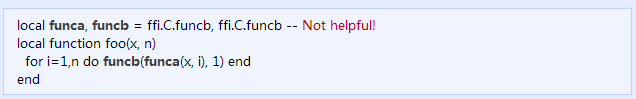 local funca, funcb = ffi.C.funcb, ffi.C.funcb -- Not helpful!
local function foo(x, n)
  for i=1,n do funcb(funca(x, i), 1) end
end